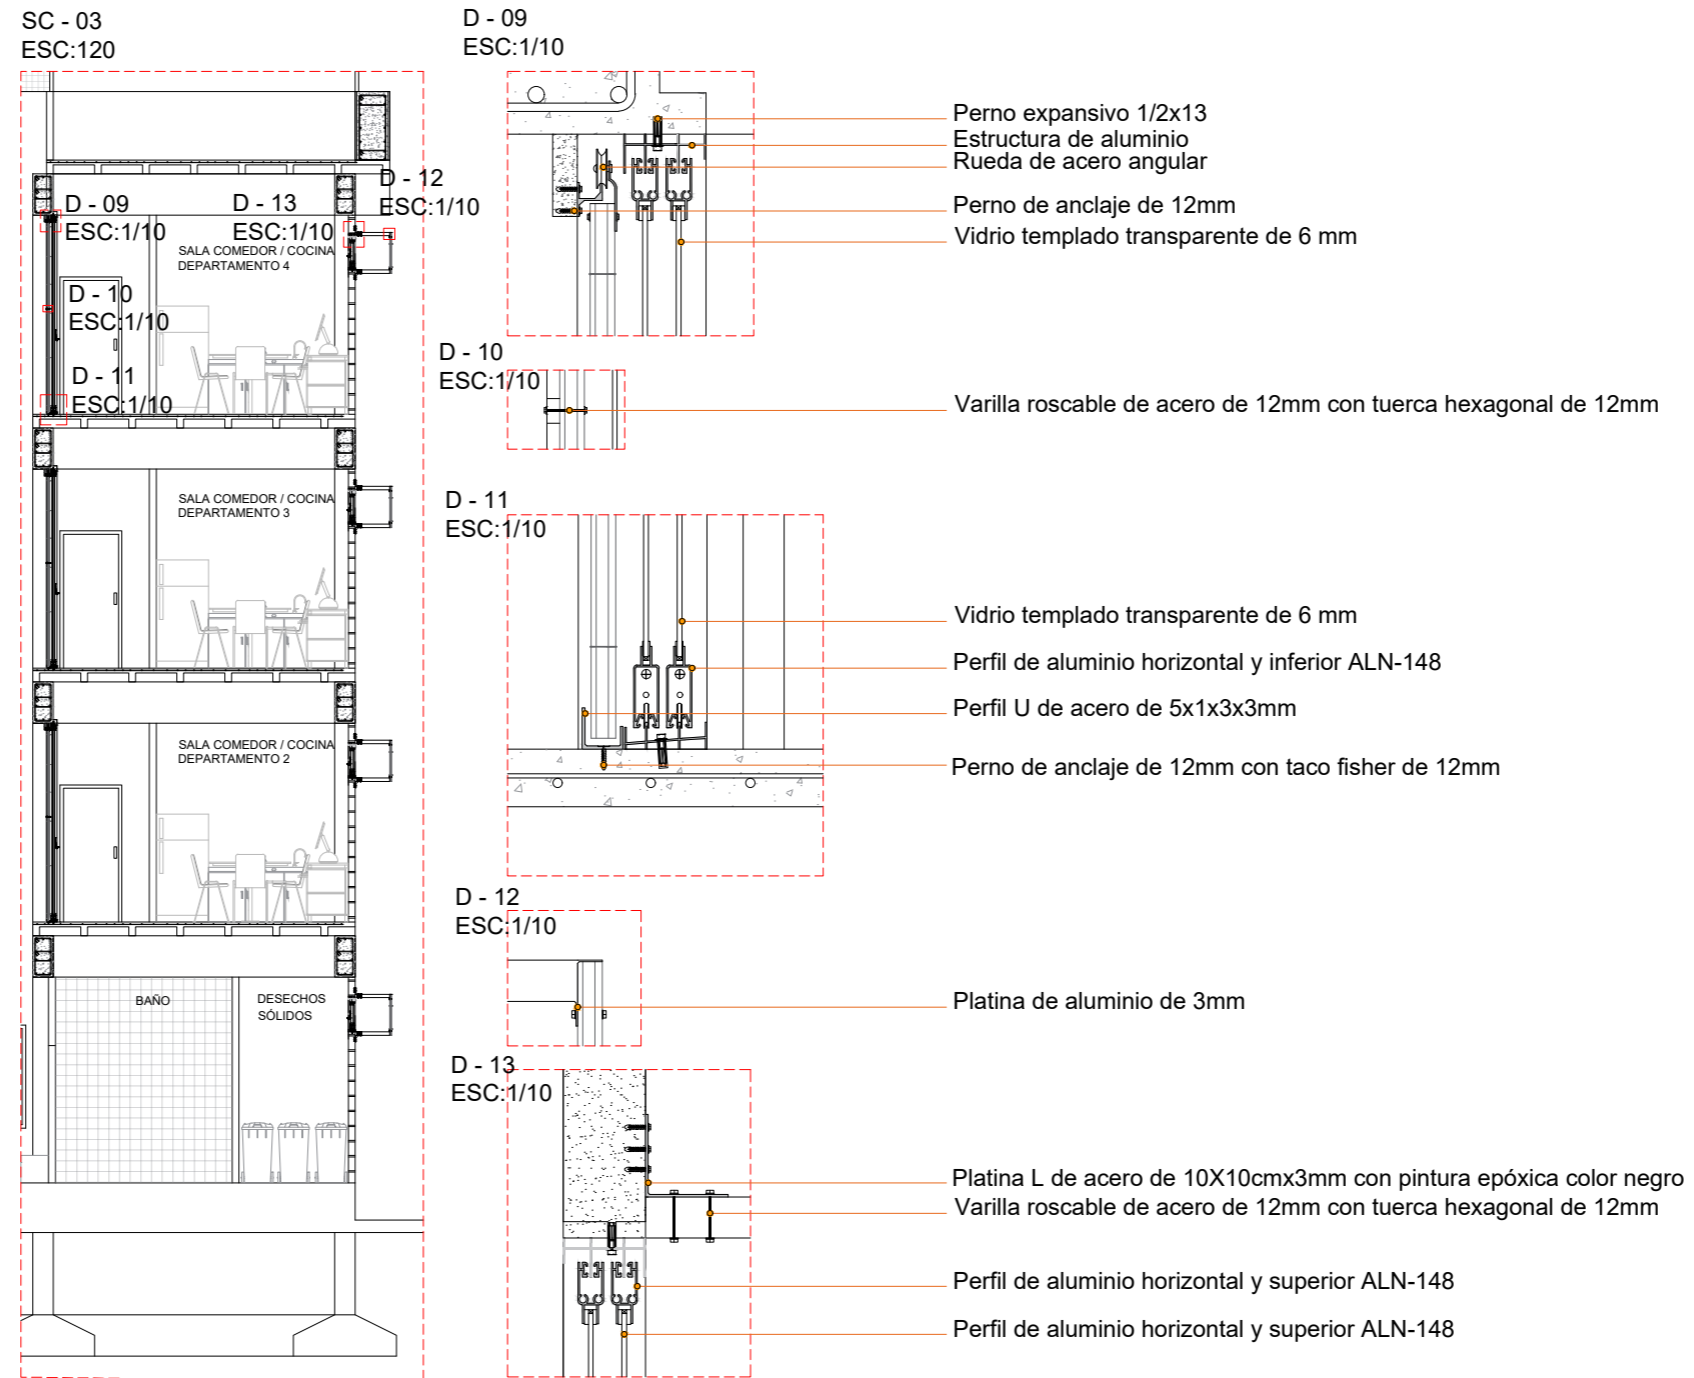 SC - 03
ESC:120
D - 12
ESC:1/10
D - 09
ESC:1/10
D - 13
ESC:1/10
SALA COMEDOR / COCINA
DEPARTAMENTO 4
D - 10
ESC:1/10
D - 11
ESC:1/10
SALA COMEDOR / COCINA
DEPARTAMENTO 3
SALA COMEDOR / COCINA
DEPARTAMENTO 2
BAÑO
DESECHOS
SÓLIDOS
D - 09
ESC:1/10
Perno expansivo 1/2x13
Estructura de aluminio
Rueda de acero angular
Perno de anclaje de 12mm
Vidrio templado transparente de 6 mm
D - 10
ESC:1/10
Varilla roscable de acero de 12mm con tuerca hexagonal de 12mm
D - 11
ESC:1/10
Vidrio templado transparente de 6 mm
Perfil de aluminio horizontal y inferior ALN-148
Perfil U de acero de 5x1x3x3mm
Perno de anclaje de 12mm con taco fisher de 12mm
D - 12
ESC:1/10
Platina de aluminio de 3mm
D - 13
ESC:1/10
Platina L de acero de 10X10cmx3mm con pintura epóxica color negro
Varilla roscable de acero de 12mm con tuerca hexagonal de 12mm
Perfil de aluminio horizontal y superior ALN-148
Perfil de aluminio horizontal y superior ALN-148